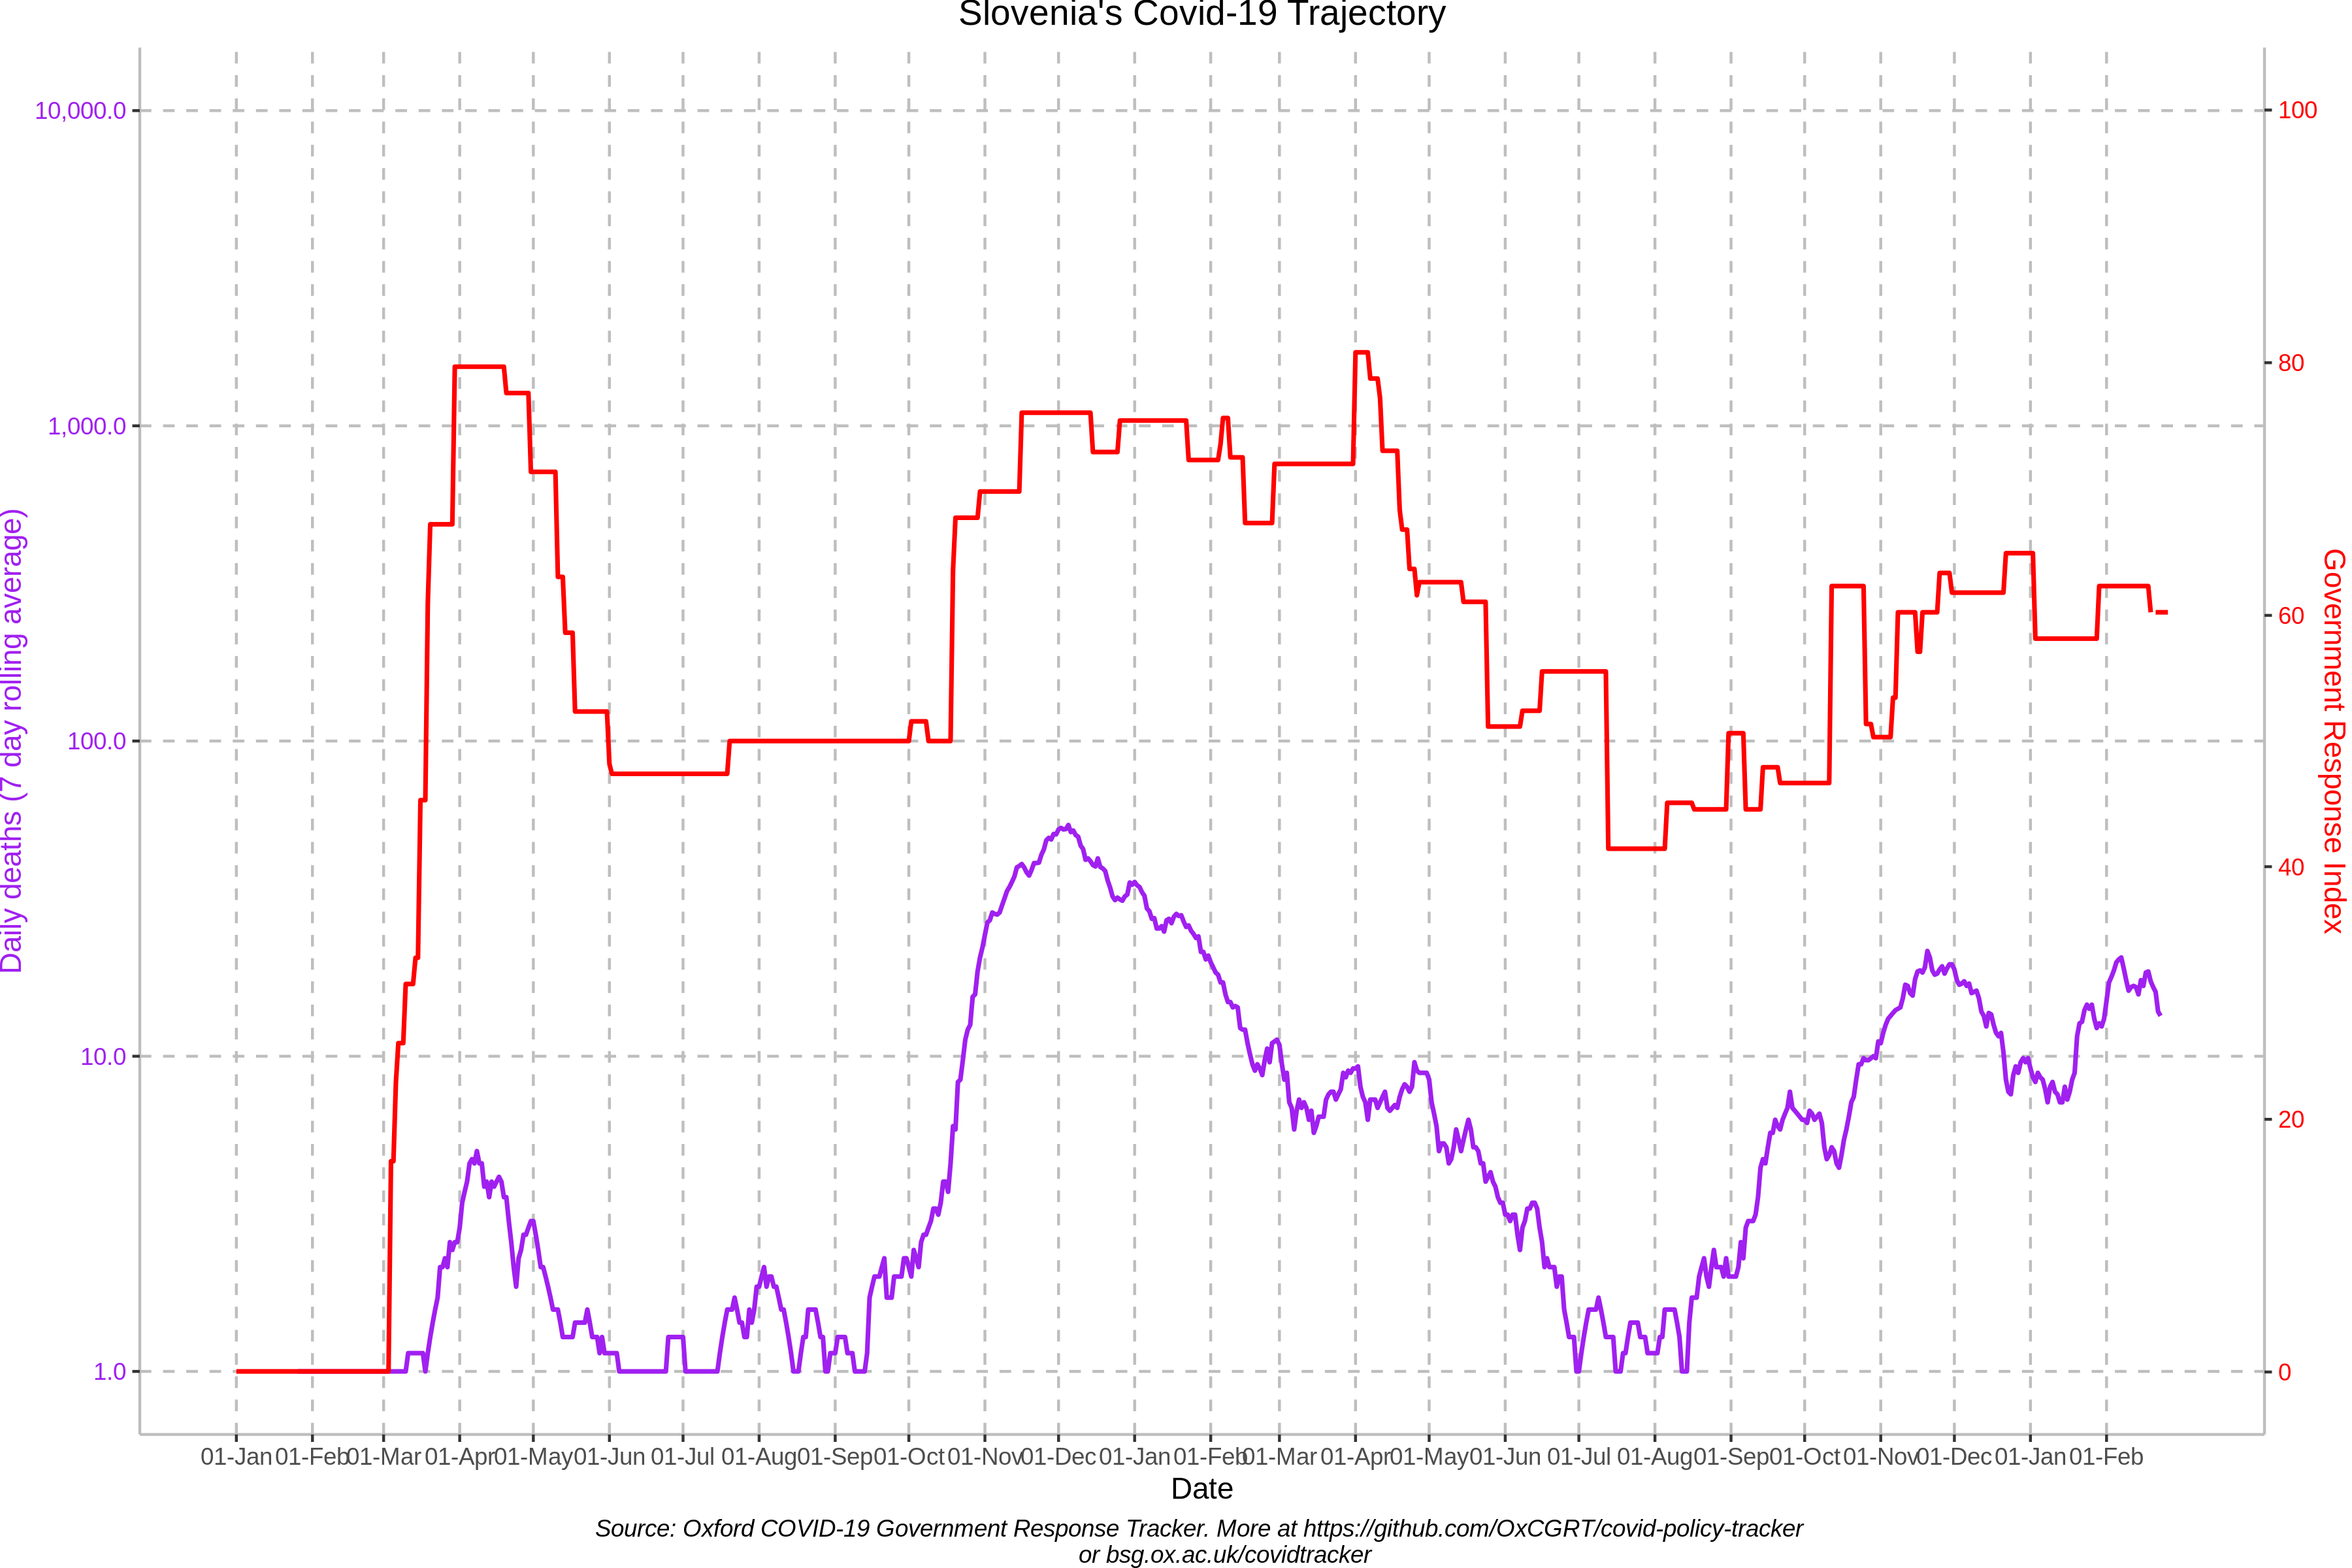 Slovenia's Covid-19 Trajectory
10,000.0
1,000.0
100.0
10.0
1.0
Daily deaths (7 day rolling average)
100
80
60
40
20
0
Government Response Index
01-Jan 01-Feb 01-Mar 01-Apr 01-May 01-Jun 01-Jul 01-Aug 01-Sep 01-Oct 01-Nov 01-Dec 01-Jan 01-Feb 01-Mar 01-Apr 01-May 01-Jun 01-Jul 01-Aug 01-Sep 01-Oct 01-Nov 01-Dec 01-Jan 01-Feb
Date
Source: Oxford COVID-19 Government Response Tracker. More at https://github.com/OxCGRT/covid-policy-tracker
or bsg.ox.ac.uk/covidtracker